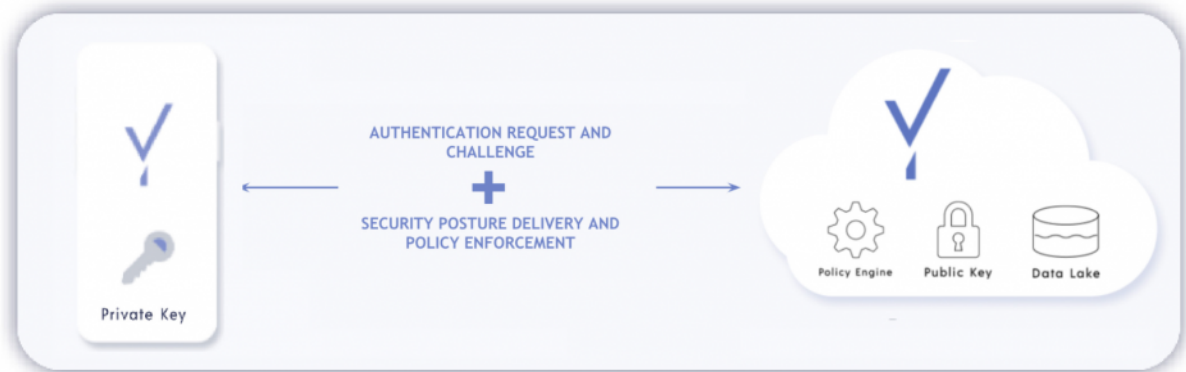 AUTHENTICATION REQUEST AND
CHALLENGE
SECURITY POSTURE DELIVERY AND
POLICY ENFORCEMENT
Private Key
Policy Engine
Public Key
Data Lake